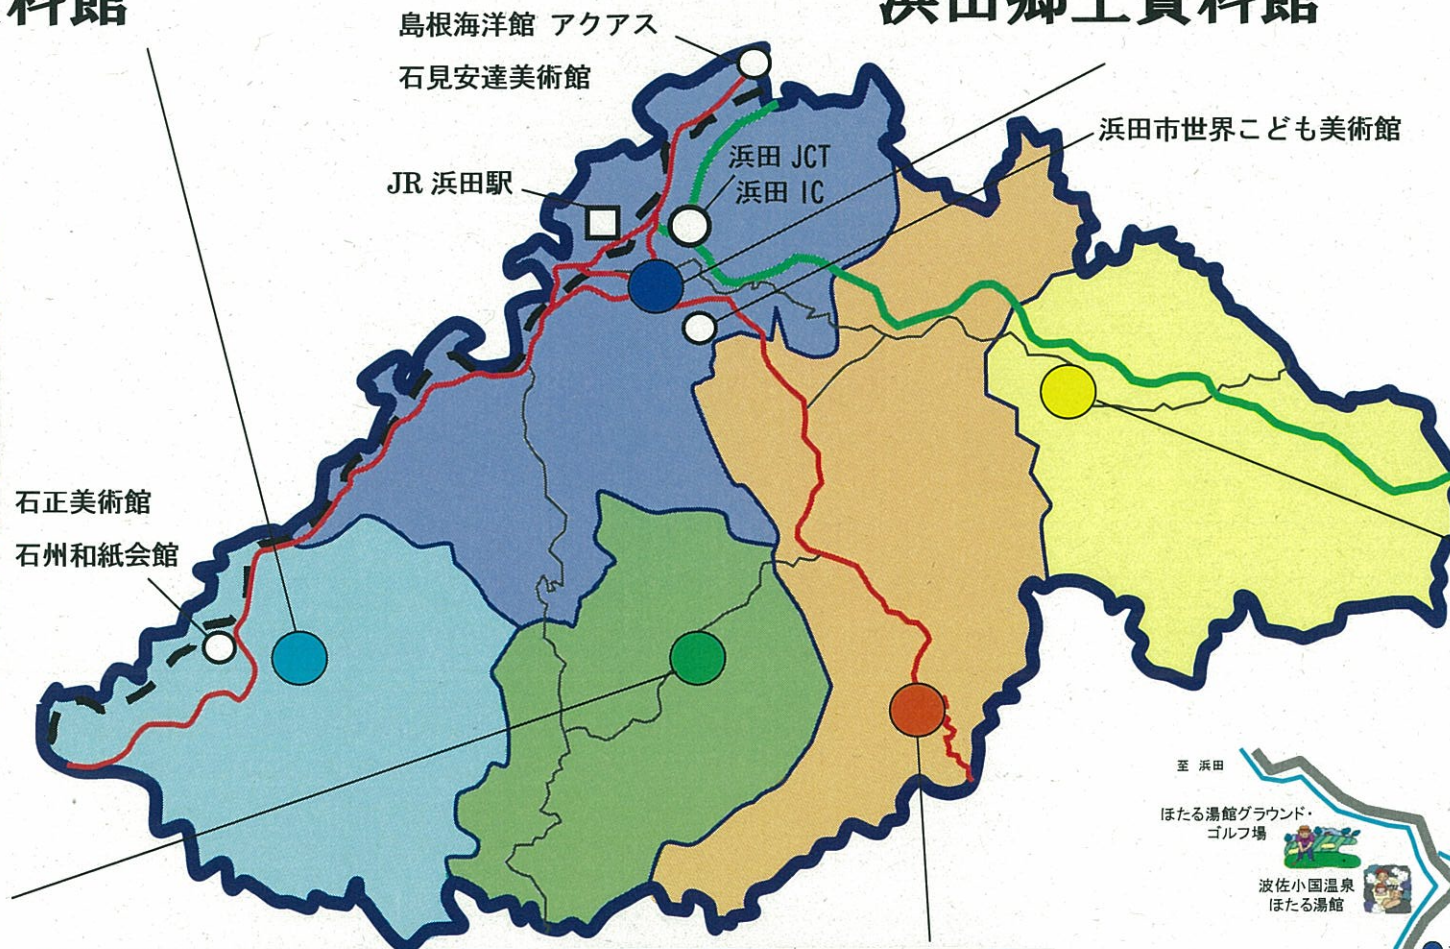 料館
浜田郷土資料館
島根海洋館 アクアス
石見安達美術館
浜田市世界こども美術館
浜田 JCT
浜田 IC
JR 浜田駅
石正美術館
石州和紙会館
至 浜田
ほたる湯館グラウンド・
ゴルフ場
波佐小国温泉
ほたる湯館